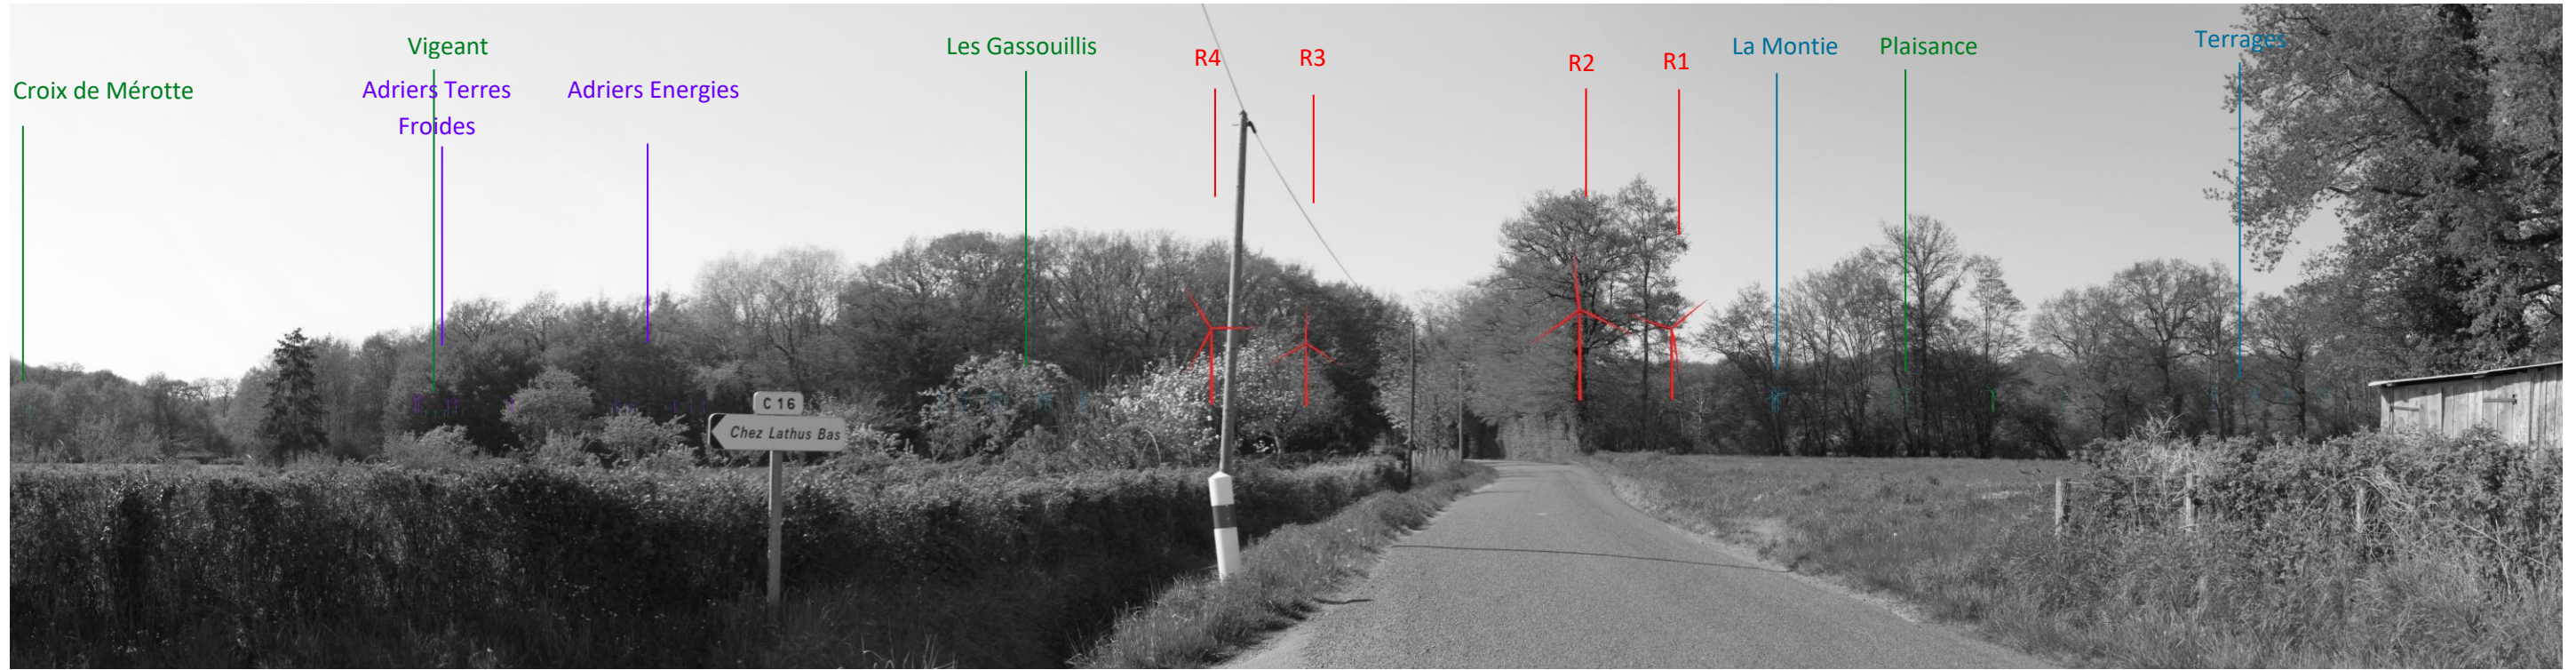 Croix de Mérotte
Vigeant
Adriers Terres
Froides
Adriers Energies
Les Gassouillis
R4
R3
R2
R1
La Montie
Plaisance
Terrages
C 16
Chez Lathus Bas